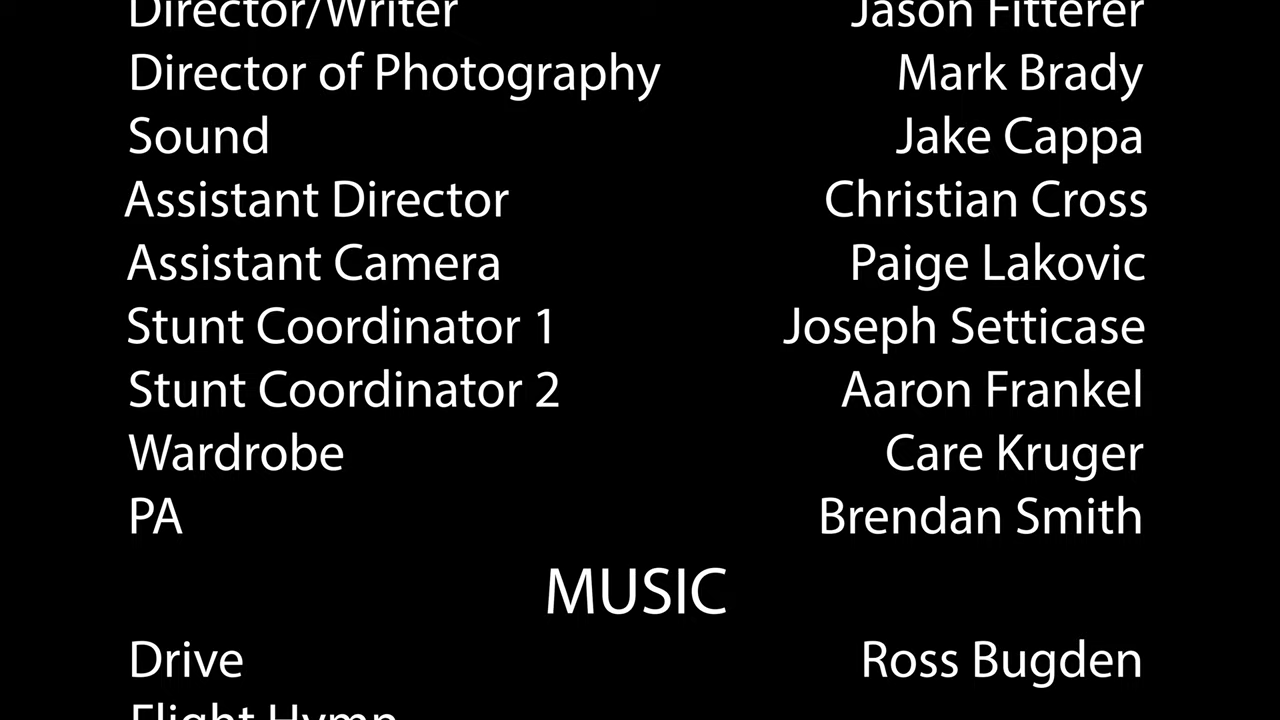 Director/Writer Jason Fitterer
Director of Photography Mark Brady
Sound Jake Cappa
Assistant Director Christian Cross
Assistant Camera Paige Lakovic
Stunt Coordinator 1 Joseph Setticase
Stunt Coordinator 2 Aaron Frankel
Wardrobe Care Kruger
PA Brendan Smith
MUSIC
Drive Ross Bugden
Flight Hymn